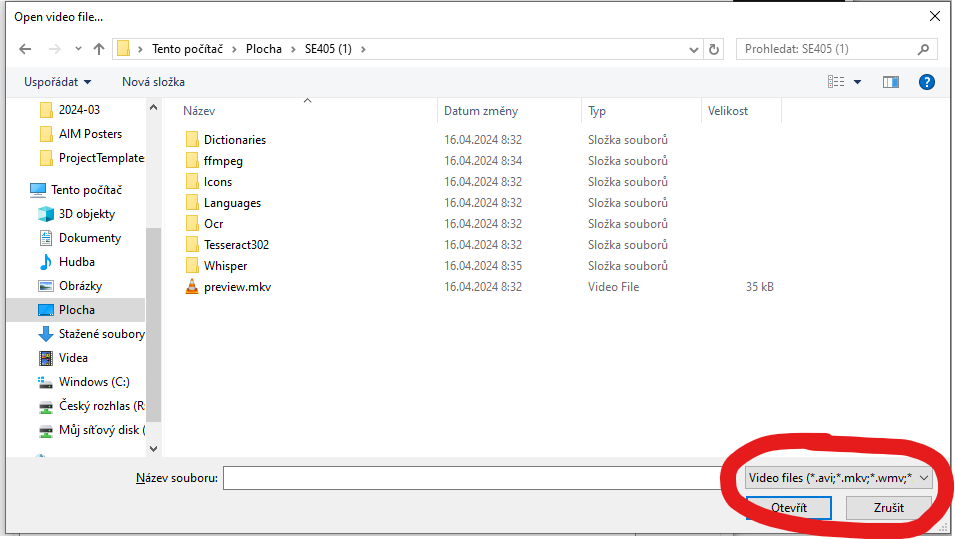 Open video file...
Tento počítač Plocha SE405 (1)
Prohledat: SE405 (1)
Uspořádat Nová složka
2024-03
AIM Posters
ProjectTemplate
Tento počítač
3D objekty
Dokumenty
Hudba
Obrázky
Plocha
Stažené soubory
Videa
Windows (C:)
Český rozhlas (R
Můj síťový disk (
Název Datum změny Typ Velikost
Dictionaries 16.04.2024 8:32 Složka souborů
ffmpeg 16.04.2024 8:34 Složka souborů
Icons 16.04.2024 8:32 Složka souborů
Languages 16.04.2024 8:32 Složka souborů
Ocr 16.04.2024 8:32 Složka souborů
Tesseract302 16.04.2024 8:32 Složka souborů
Whisper 16.04.2024 8:35 Složka souborů
preview.mkv 16.04.2024 8:32 Video File 35 kB
Název souboru:
Video files (*.avi;*.mkv;*.wmv;*
Otevřít Zrušit